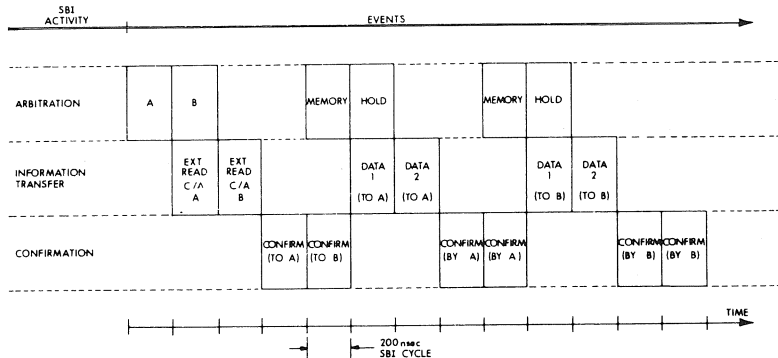 SBI
ACTIVITY
EVENTS
ARBITRATION
A
B
MEMORY
HOLD
MEMORY
HOLD
INFORMATION
TRANSFER
EXT
READ
C/A
A
EXT
READ
C/A
B
DATA
1
(TO A)
DATA
2
(TO A)
DATA
1
(TO B)
DATA
2
(TO B)
CONFIRMATION
CONFIRM
(TO A)
CONFIRM
(TO B)
CONFIRM
(BY A)
CONFIRM
(BY A)
CONFIRM
(BY B)
CONFIRM
(BY B)
TIME
200 nsec
SBI CYCLE